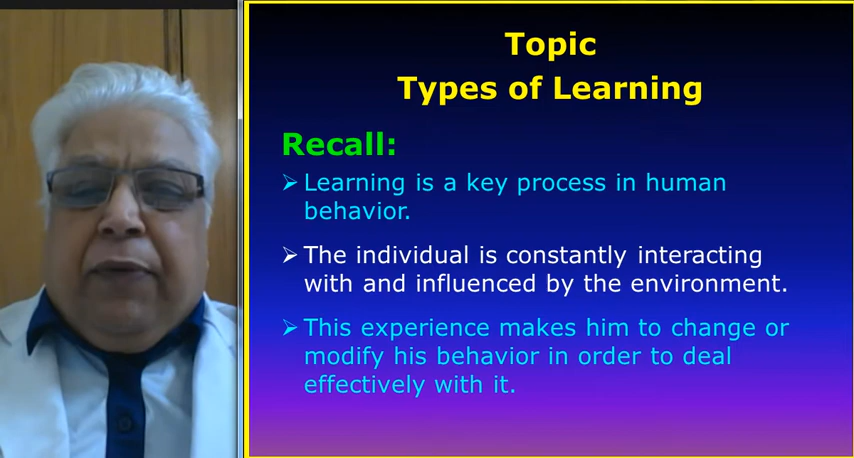 Topic
Types of Learning
Recall:
➢ Learning is a key process in human
behavior.
➢ The individual is constantly interacting
with and influenced by the environment.
➢ This experience makes him to change or
modify his behavior in order to deal
effectively with it.